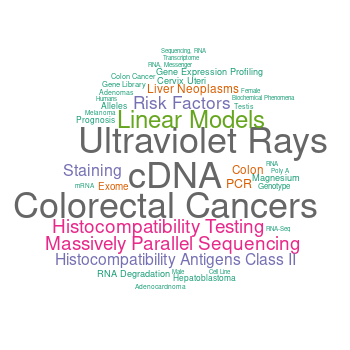 Sequencing, RNA
Transcriptome
RNA, Messenger
Colon Cancer Gene Expression Profiling
Gene Library Cervix Uteri
Adenomas Liver Neoplasms Female
Humans Risk Factors Biochemical Phenomena
Alleles Testis
Melanoma Linear Models
Prognosis
Ultraviolet Rays
Staining cDNA Colon RNA
Poly A
Magnesium
mRNA Exome PCR Genotype
Colorectal Cancers
Histocompatibility Testing RNA-Seq
Massively Parallel Sequencing
Histocompatibility Antigens Class II
RNA Degradation Male Cell Line
Hepatoblastoma
Adenocarcinoma